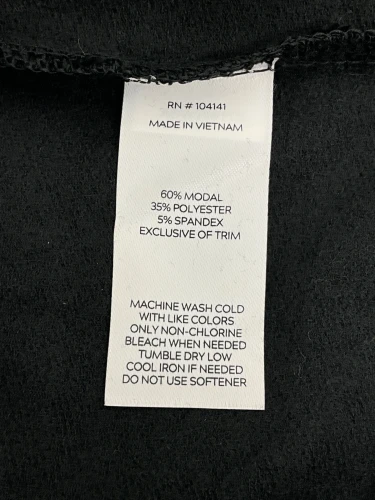 RN # 104141
MADE IN VIETNAM
60% MODAL
35% POLYESTER
5% SPANDEX
EXCLUSIVE OF TRIM
MACHINE WASH COLD
WITH LIKE COLORS
ONLY NON-CHLORINE
BLEACH WHEN NEEDED
TUMBLE DRY LOW
COOL IRON IF NEEDED
DO NOT USE SOFTENER